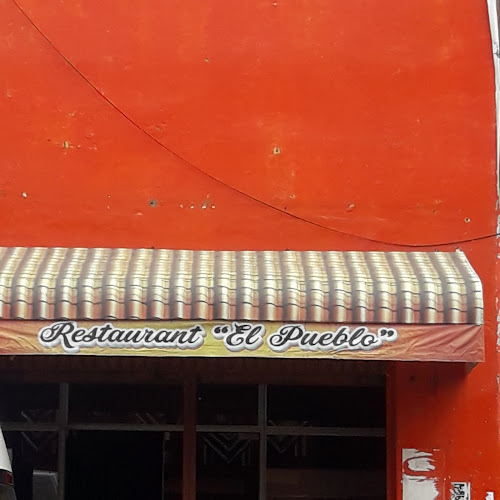 Restaurant “El Pueblo”